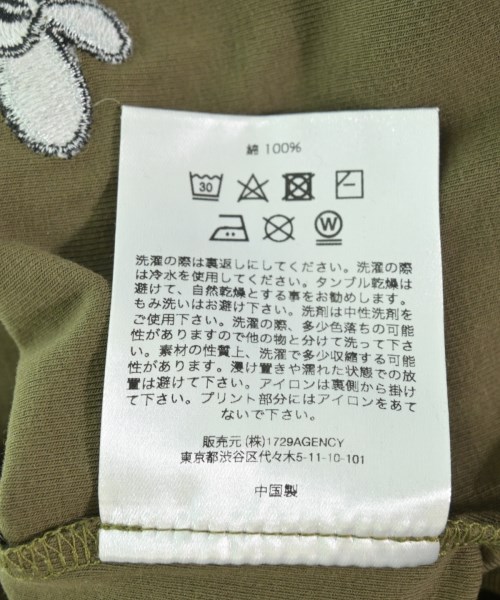 綿 100%
30
W
洗濯の際は裏返しにしてください。洗濯の際
は冷水を使用してください。タンブル乾燥は
避けて、自然乾燥とする事をお勧めします。
もみ洗いはお避け下さい。洗剤は中性洗剤を
ご使用下さい。洗濯の際、多少色落ちの可能
性がありますので他の物と分けて洗って下さ
い。素材の性質上、洗濯で多少収縮する可能
性があります。浸け置きや濡れた状態での放
置は避けて下さい。アイロンは裏側から掛け
て下さい。プリント部分にはアイロンをあて
ないで下さい。
販売元 (株)1729AGENCY
東京都渋谷区代々木5-11-10-101
中国製